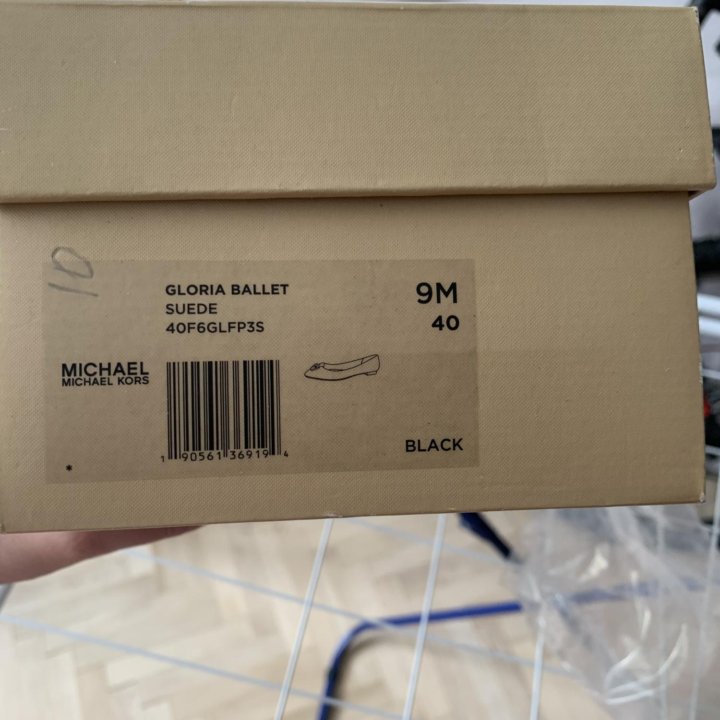 10
GLORIA BALLET
SUEDE
40F6GLFP3S
9M
40
MICHAEL
MICHAEL KORS
1 90561 36919 4
BLACK
*